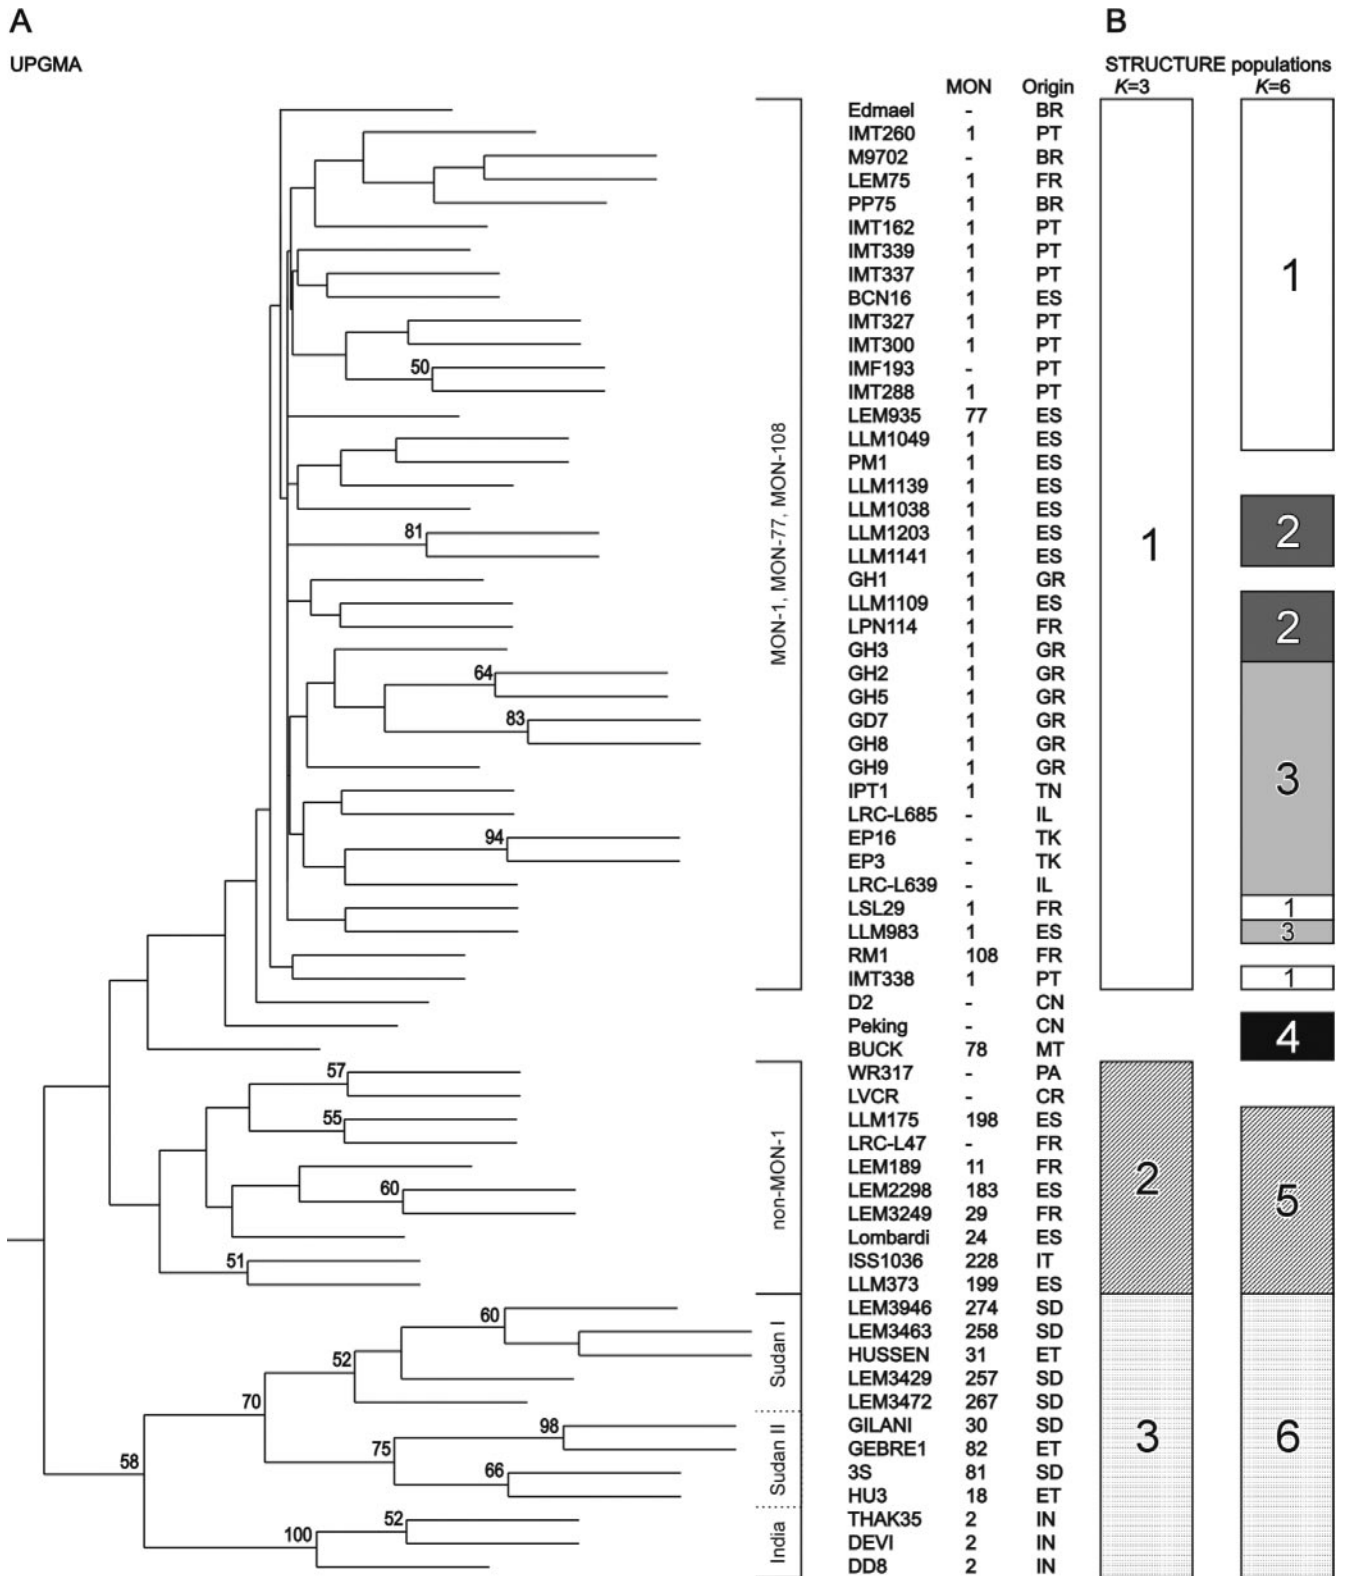 A
B
UPGMA
STRUCTURE populations
MON Origin K=3 K=6
Edmael - BR
IMT260 1 PT
M9702 - BR
LEM75 1 FR
PP75 1 BR
IMT162 1 PT
IMT339 1 PT
IMT337 1 PT
1
BCN16 1 ES
IMT327 1 PT
IMT300 1 PT
50 IMF193 - PT
IMT288 1 PT
LEM935 77 ES
LLM1049 1 ES
PM1 1 ES
LLM1139 1 ES
LLM1038 1 ES
81 LLM1203 1 ES 2
MON-1, MON-77, MON-108
1
LLM1141 1 ES
GH1 1 GR
LLM1109 1 ES
LPN114 1 FR 2
GH3 1 GR
64 GH2 1 GR
GH5 1 GR
83 GD7 1 GR
GH8 1 GR
GH9 1 GR
3
IPT1 1 TN
LRC-L685 - IL
94 EP16 - TK
EP3 - TK
LRC-L639 - IL
LSL29 1 FR 1
LLM983 1 ES 3
RM1 108 FR
IMT338 1 PT 1
D2 - CN
Peking - CN
4
BUCK 78 MT
57 WR317 - PA
LVCR - CR
55 LLM175 198 ES
LRC-L47 - FR
LEM189 11 FR
non-MON-1
2
60 LEM2298 183 ES
5
LEM3249 29 FR
Lombardi 24 ES
51 ISS1036 228 IT
LLM373 199 ES
60 LEM3946 274 SD
LEM3463 258 SD
Sudan I
52 HUSSEN 31 ET
LEM3429 257 SD
70 LEM3472 267 SD
98 GILANI 30 SD
3 6
75 GEBRE1 82 ET
Sudan II
58 66 3S 81 SD
HU3 18 ET
52 THAK35 2 IN
100 DEVI 2 IN
India
DD8 2 IN